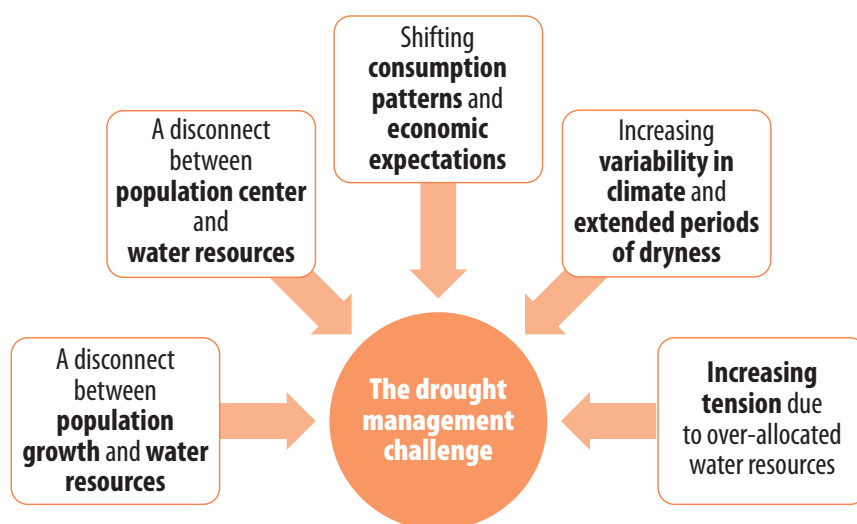 Shifting
consumption
patterns and
economic
expectations
A disconnect
between
population center
and
water resources
Increasing
variability in
climate and
extended periods
of dryness
A disconnect
between
population
growth and water
resources
The drought
management
challenge
Increasing
tension due
to over-allocated
water resources